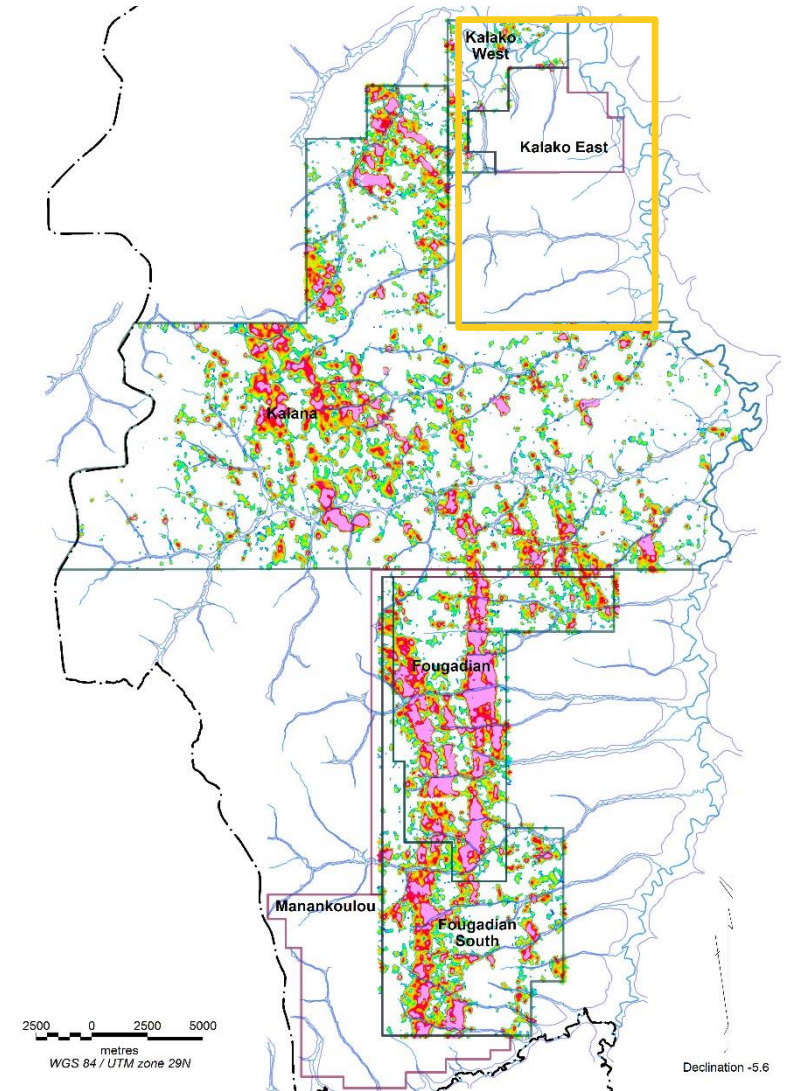 Kalako
West
Kalako East
Kalana
Fougadian
Manankoulou
Fougadian
South
2500 0 2500 5000
metres
WGS 84 / UTM zone 29N
Declination -5.6